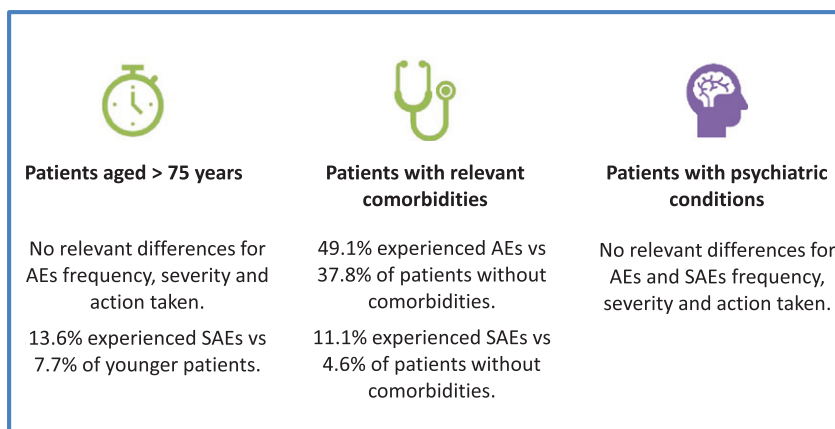 Patients aged > 75 years
No relevant differences for
AEs frequency, severity and
action taken.
13.6% experienced SAEs vs
7.7% of younger patients.
Patients with relevant
comorbidities
49.1% experienced AEs vs
37.8% of patients without
comorbidities.
11.1% experienced SAEs vs
4.6% of patients without
comorbidities.
Patients with psychiatric
conditions
No relevant differences for
AEs and SAEs frequency,
severity and action taken.